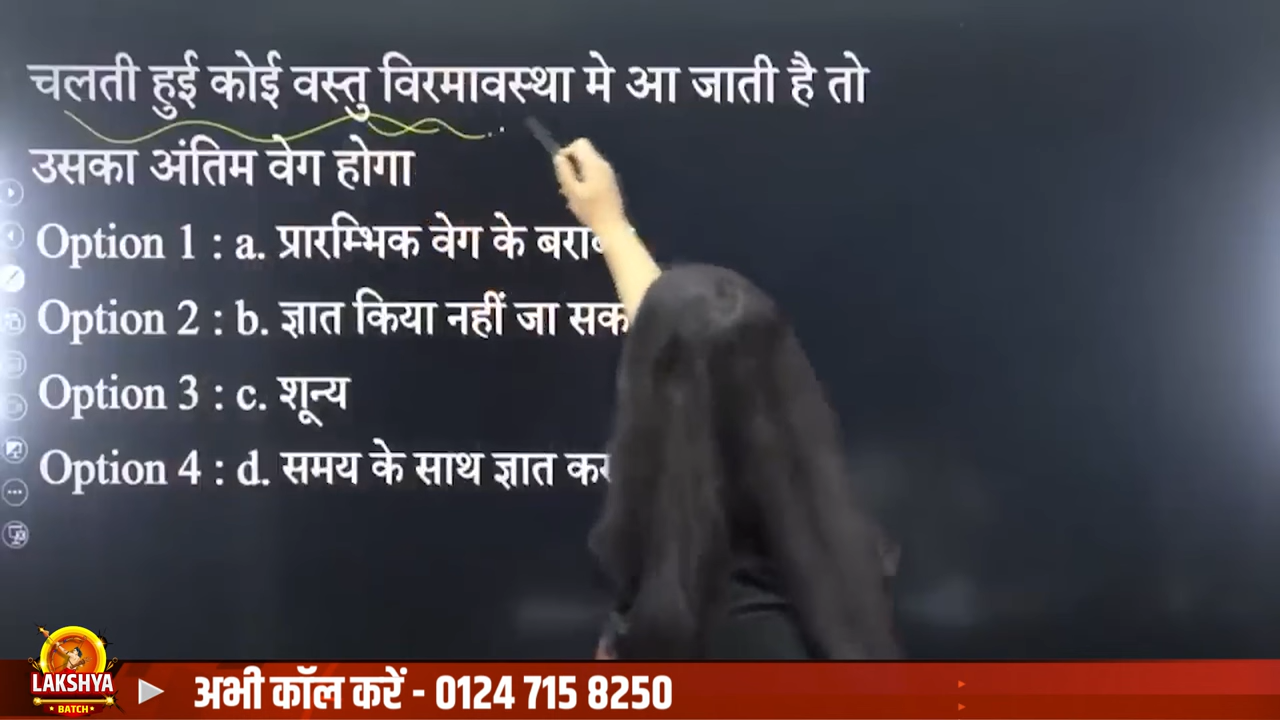 चलती हुई कोई वस्तु विरमावस्था मे आ जाती है तो
उसका अंतिम वेग होगा
Option 1 : a. प्रारम्भिक वेग के
Option 2 : b. ज्ञात किया नहीं जा
Option 3 : c. शून्य
Option 4 : d. समय के साथ ज्ञात
LAKSHYA
BATCH
अभी कॉल करें - 0124 715 8250